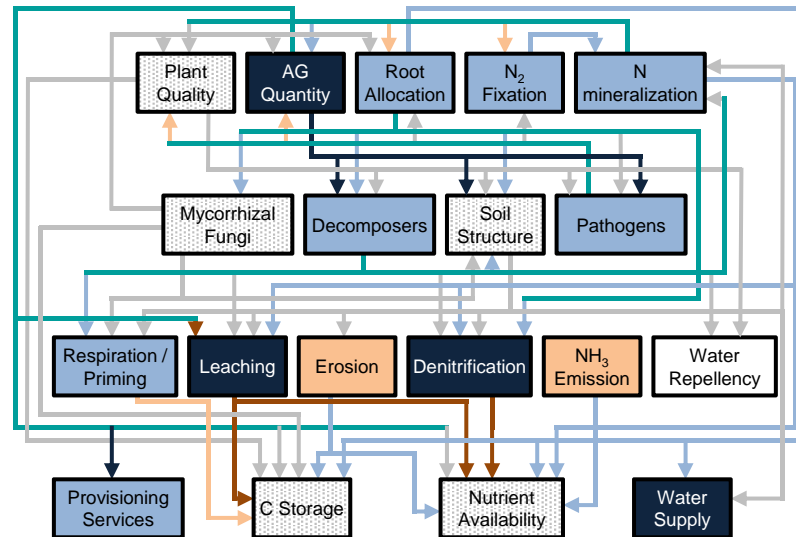 Plant
Quality
AG
Quantity
Root
Allocation
N₂
Fixation
N
mineralization
Mycorrhizal
Fungi
Decomposers
Soil
Structure
Pathogens
Respiration /
Priming
Leaching
Erosion
Denitrification
NH₃
Emission
Water
Repellency
Provisioning
Services
C Storage
Nutrient
Availability
Water
Supply